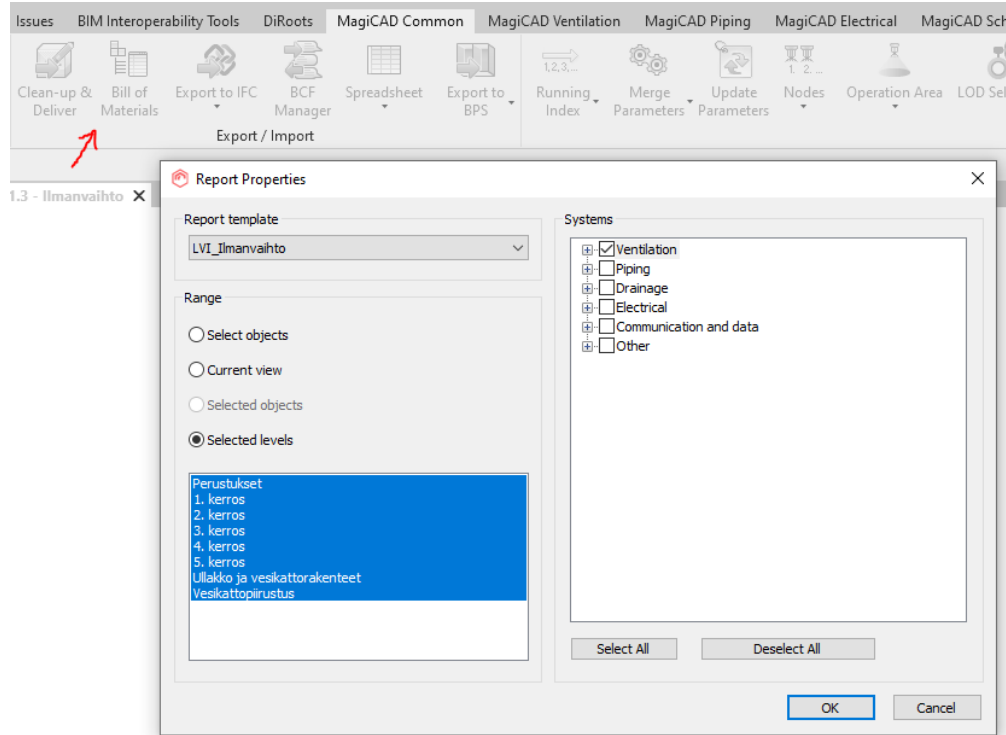 Issues BIM Interoperability Tools DiRoots MagiCAD Common MagiCAD Ventilation MagiCAD Piping MagiCAD Electrical MagiCAD Sch
1,2,3,... 1. 2. ...
Clean-up & Bill of Export to IFC BCF Spreadsheet Export to Running Merge Update Nodes Operation Area LOD Sel
Deliver Materials Manager BPS Index Parameters Parameters
Export / Import
1.3 - Ilmanvaihto
Report Properties
Report template
LVI_Ilmanvaihto
Range
Select objects
Current view
Selected objects
Selected levels
Perustukset
1. kerros
2. kerros
3. kerros
4. kerros
5. kerros
Ullakko ja vesikattorakenteet
Vesikattopiirustus
Systems
Ventilation
Piping
Drainage
Electrical
Communication and data
Other
Select All Deselect All
OK Cancel